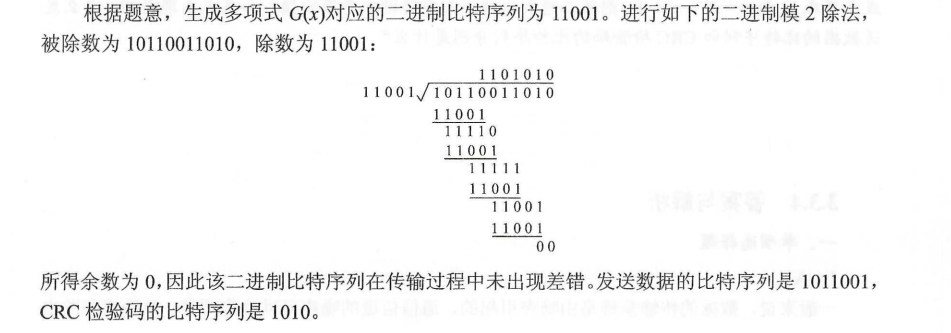 根据题意，生成多项式 G(x)对应的二进制比特序列为 11001。进行如下的二进制模 2 除法，
被除数为 10110011010，除数为 11001：
1101010
11001√10110011010
11001
11110
11001
11111
11001
11001
11001
00
所得余数为 0，因此该二进制比特序列在传输过程中未出现差错。发送数据的比特序列是 1011001，
CRC 检验码的比特序列是 1010。